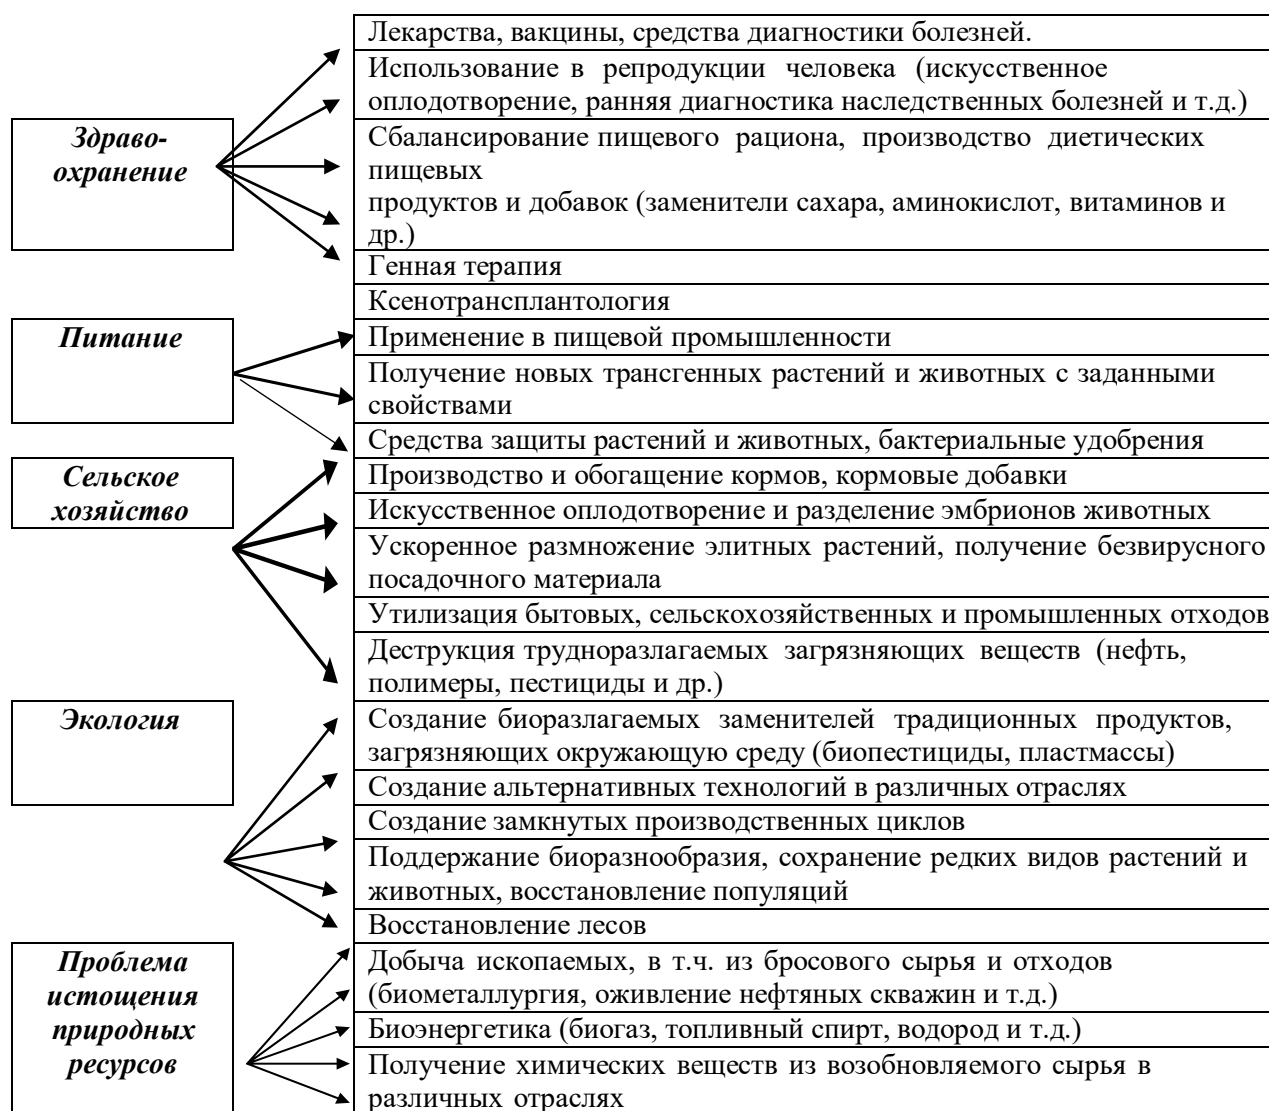 Лекарства, вакцины, средства диагностики болезней.
Использование в репродукции человека (искусственное
оплодотворение, ранняя диагностика наследственных болезней и т.д.)
Здраво-
охранение
Сбалансирование пищевого рациона, производство диетических
пищевых
продуктов и добавок (заменители сахара, аминокислот, витаминов и
др.)
Генная терапия
Ксенотрансплантология
Питание
Применение в пищевой промышленности
Получение новых трансгенных растений и животных с заданными
свойствами
Средства защиты растений и животных, бактериальные удобрения
Сельское
хозяйство
Производство и обогащение кормов, кормовые добавки
Искусственное оплодотворение и разделение эмбрионов животных
Ускоренное размножение элитных растений, получение безвирусного
посадочного материала
Утилизация бытовых, сельскохозяйственных и промышленных отходов
Деструкция трудноразлагаемых загрязняющих веществ (нефть,
полимеры, пестициды и др.)
Экология
Создание биоразлагаемых заменителей традиционных продуктов,
загрязняющих окружающую среду (биопестициды, пластмассы)
Создание альтернативных технологий в различных отраслях
Создание замкнутых производственных циклов
Поддержание биоразнообразия, сохранение редких видов растений и
животных, восстановление популяций
Восстановление лесов
Проблема
истощения
природных
ресурсов
Добыча ископаемых, в т.ч. из бросового сырья и отходов
(биометаллургия, оживление нефтяных скважин и т.д.)
Биоэнергетика (биогаз, топливный спирт, водород и т.д.)
Получение химических веществ из возобновляемого сырья в
различных отраслях